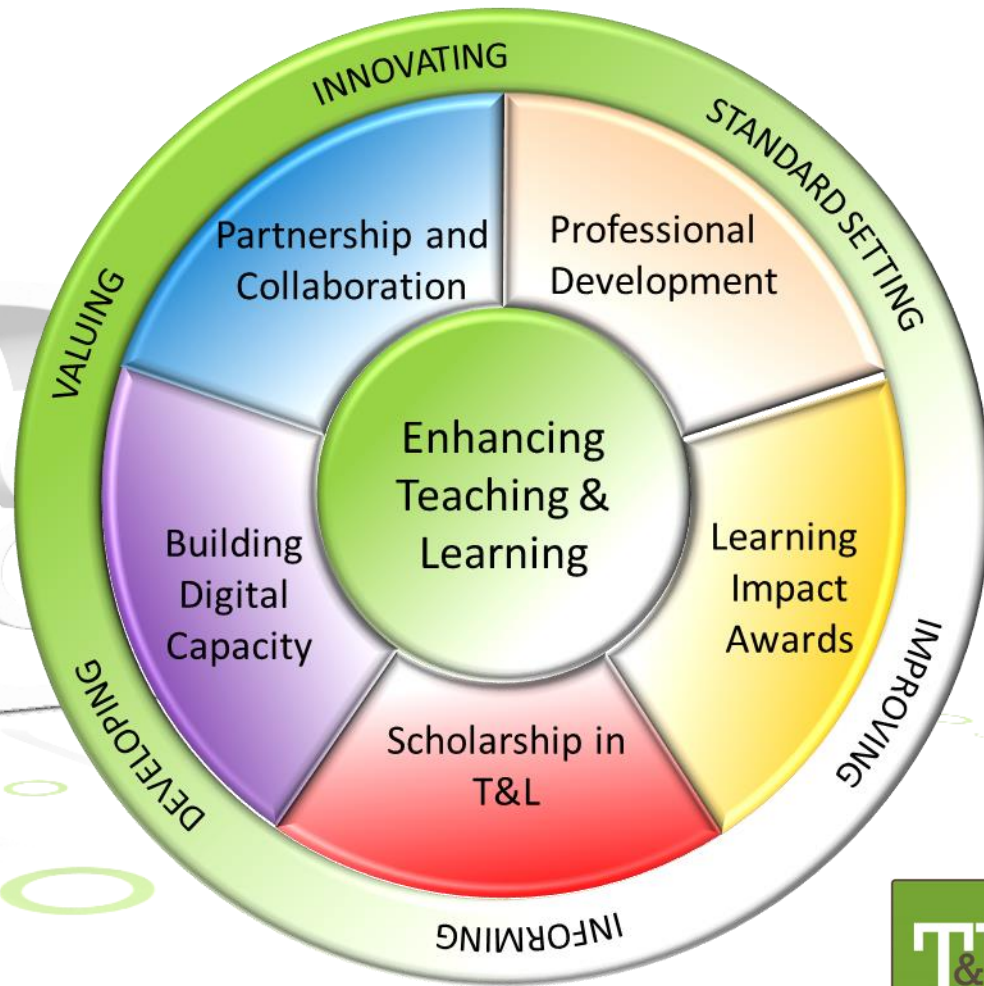 INNOVATING
STANDARD SETTING
IMPROVING
INFORMING
DEVELOPING
VALUING
Partnership and
Collaboration
Professional
Development
Learning
Impact
Awards
Scholarship in
T&L
Building
Digital
Capacity
Enhancing
Teaching &
Learning
T&